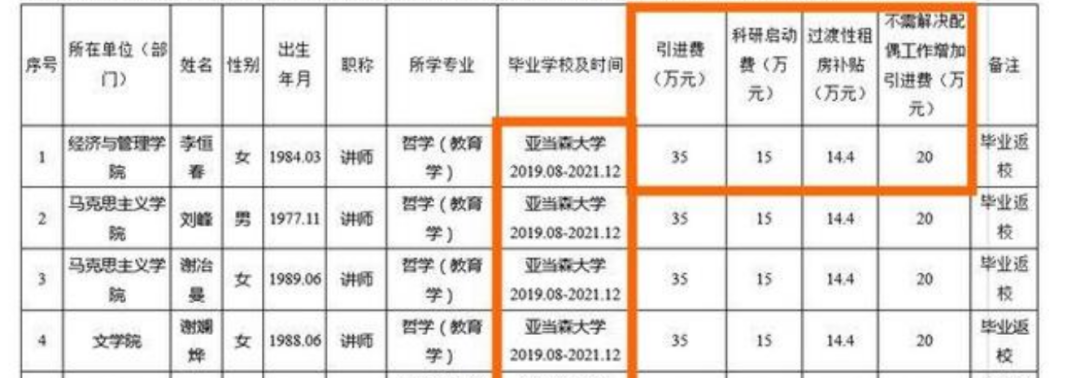 序号 所在单位（部门） 姓名 性别 出生年月 职称 所学专业 毕业学校及时间 引进费（万元） 科研启动费（万元） 过渡性租房补贴（万元） 不需解决配偶工作增加引进费（万元） 备注
1 经济与管理学院 李恒春 女 1984.03 讲师 哲学（教育学） 亚当森大学 2019.08-2021.12 35 15 14.4 20 毕业返校
2 马克思主义学院 刘峰 男 1977.11 讲师 哲学（教育学） 亚当森大学 2019.08-2021.12 35 15 14.4 20 毕业返校
3 马克思主义学院 谢冶曼 女 1989.06 讲师 哲学（教育学） 亚当森大学 2019.08-2021.12 35 15 14.4 20 毕业返校
4 文学院 谢斓烨 女 1988.06 讲师 哲学（教育学） 亚当森大学 2019.08-2021.12 35 15 14.4 20 毕业返校